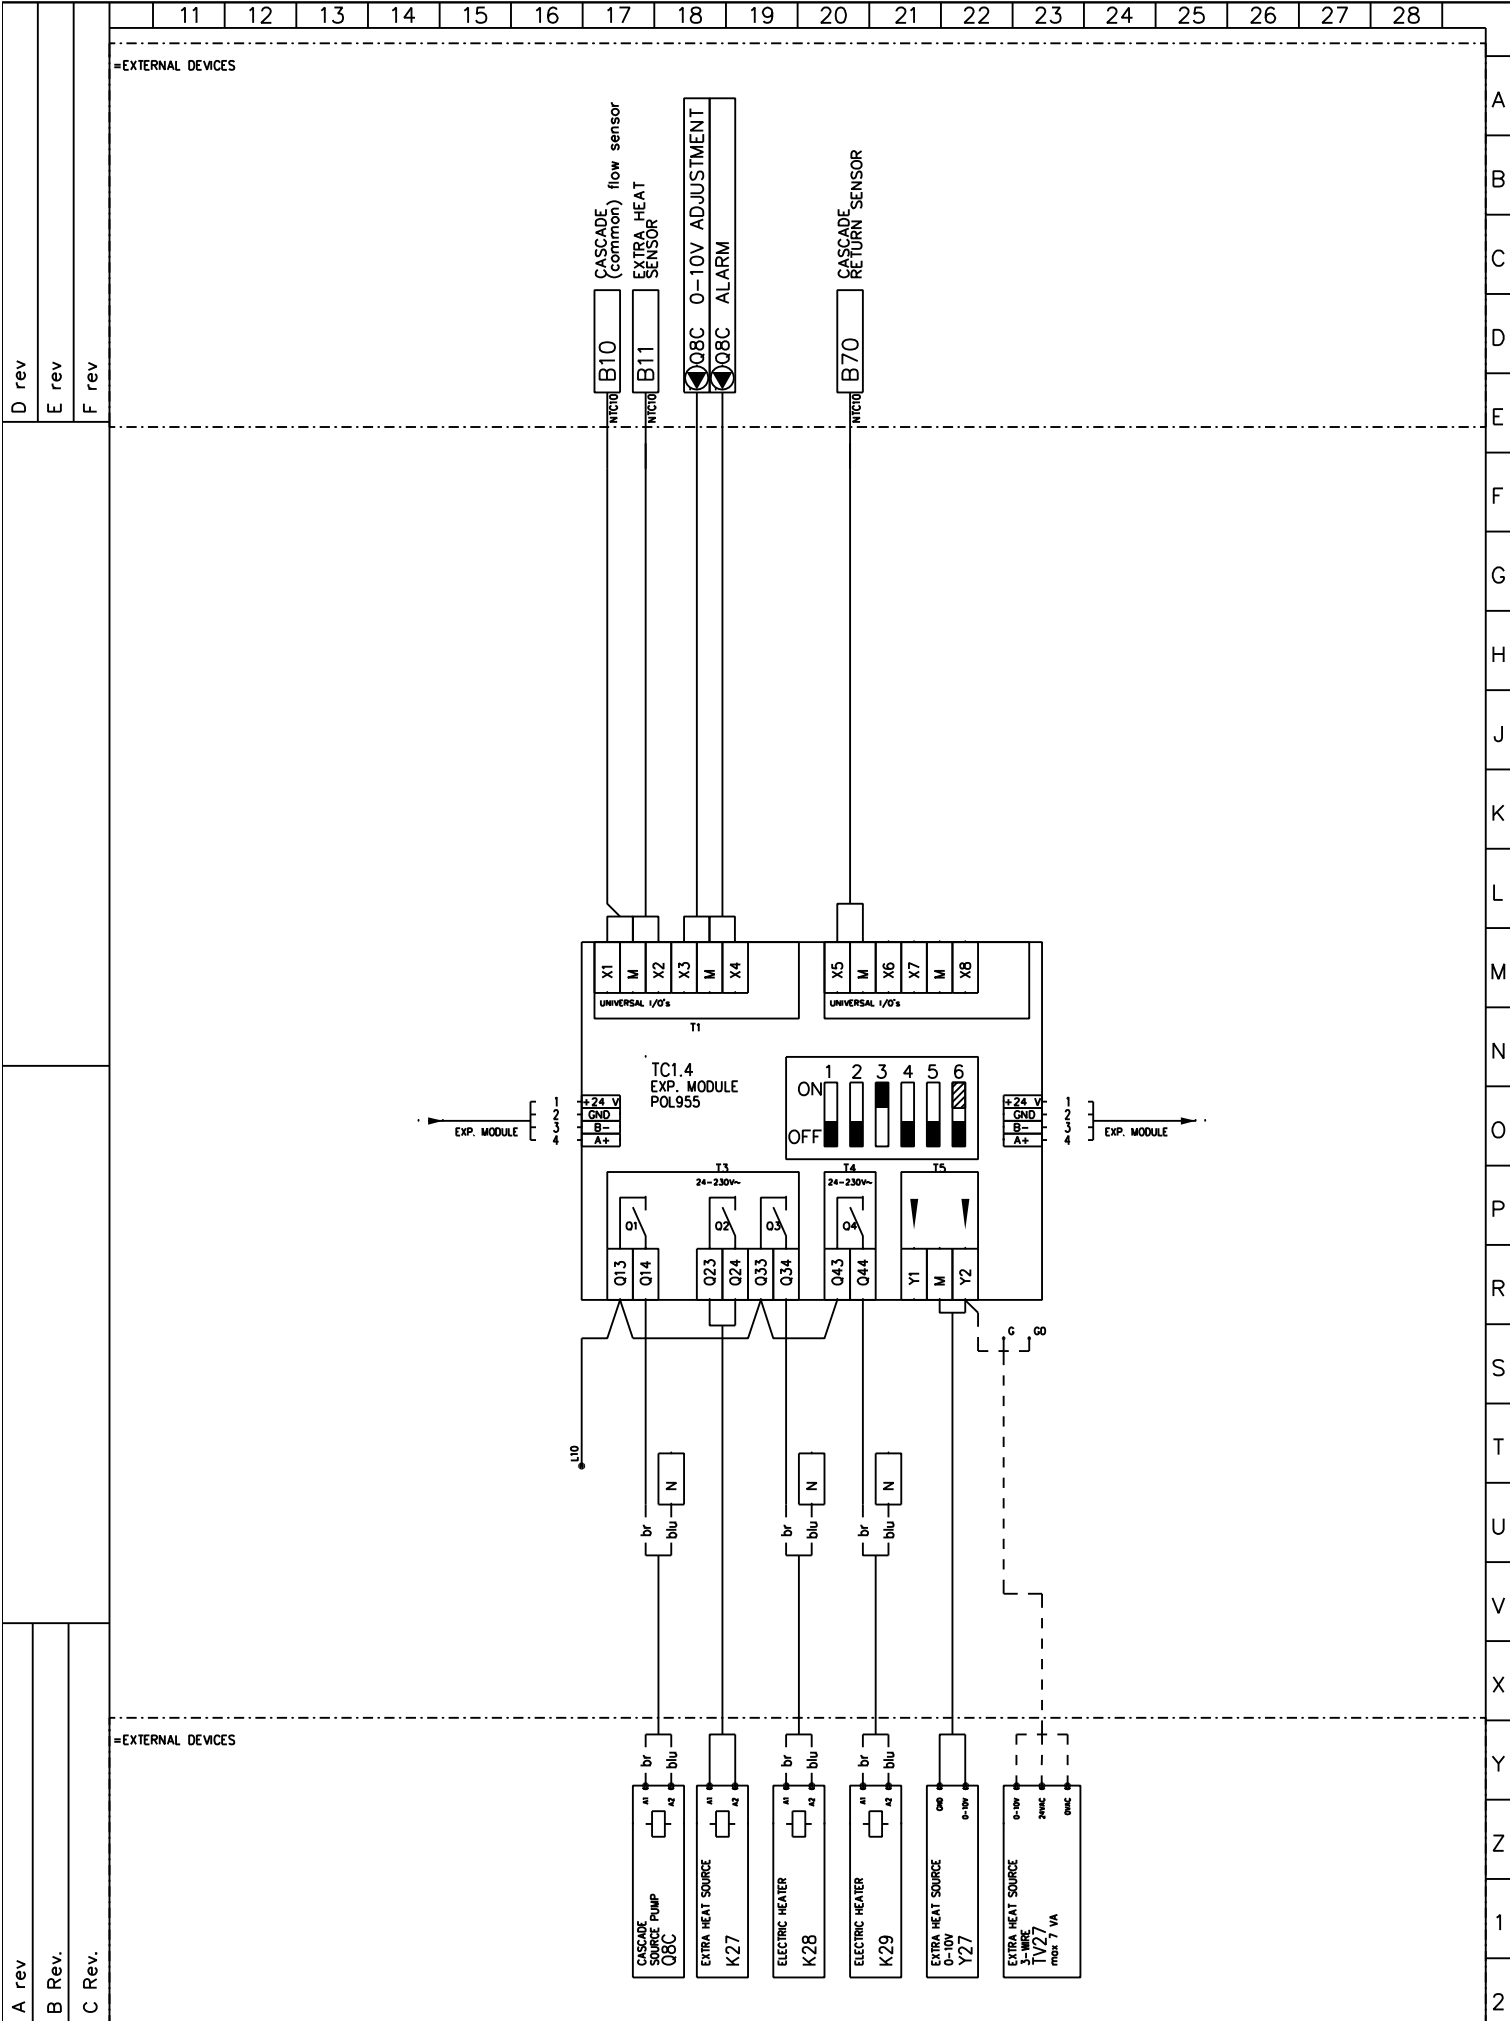 11 12 13 14 15 16 17 18 19 20 21 22 23 24 25 26 27 28
A
B
C
D
E
F
G
H
J
K
L
M
N
O
P
R
S
T
U
V
X
Y
Z
1
2
D rev
E rev
F rev
A rev
B Rev.
C Rev.
=EXTERNAL DEVICES
CASCADE
(common) flow sensor
B10
NTC10
EXTRA HEAT
SENSOR
B11
NTC10
Q8C 0-10V ADJUSTMENT
Q8C ALARM
CASCADE
RETURN SENSOR
B70
NTC10
X1 M X2 X3 M X4
UNIVERSAL I/O's
T1
X5 M X6 X7 M X8
UNIVERSAL I/O's
TC1.4
EXP. MODULE
POL955
1 2 3 4 5 6
ON
OFF
EXP. MODULE
1 +24 V
2 GND
3 B-
4 A+
+24 V 1
GND 2
B- 3
A+ 4
EXP. MODULE
T3
24-230V~
Q1 Q2 Q3
Q13 Q14 Q23 Q24 Q33 Q34
T4
24-230V~
Q4
Q43 Q44
T5
Y1 M Y2
G G0
L10
N N N
br blu br blu br blu
=EXTERNAL DEVICES
br blu br blu br blu
A1 A2
CASCADE
SOURCE PUMP
Q8C
A1 A2
EXTRA HEAT SOURCE
K27
A1 A2
ELECTRIC HEATER
K28
A1 A2
ELECTRIC HEATER
K29
GND 0-10V
EXTRA HEAT SOURCE
0-10V
Y27
0-10V 24VAC 0VAC
EXTRA HEAT SOURCE
3-WIRE
TV27
max 7 VA